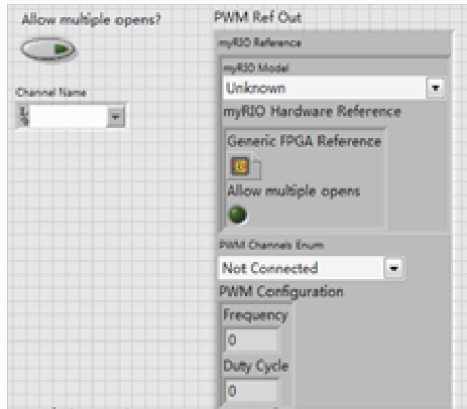 Allow multiple opens?
Channel Name
PWM Ref Out
myRIO Reference
myRIO Model
Unknown
myRIO Hardware Reference
Generic FPGA Reference
Allow multiple opens
PWM Channels Enum
Not Connected
PWM Configuration
Frequency
0
Duty Cycle
0